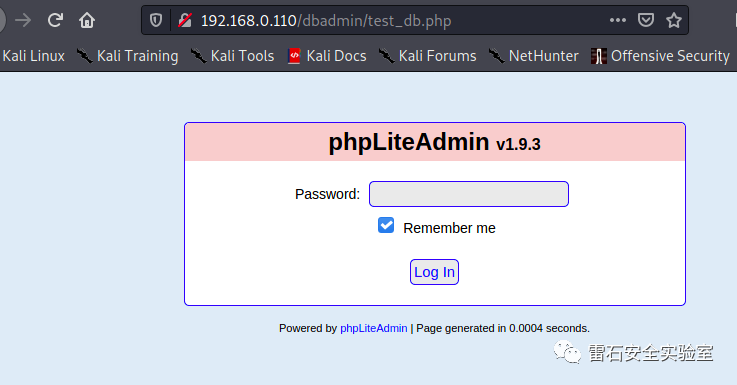 192.168.0.110/dbadmin/test_db.php
Kali Linux Kali Training Kali Tools Kali Docs Kali Forums NetHunter Offensive Security
phpLiteAdmin v1.9.3
Password:
Remember me
Log In
Powered by phpLiteAdmin | Page generated in 0.0004 seconds.
雷石安全实验室